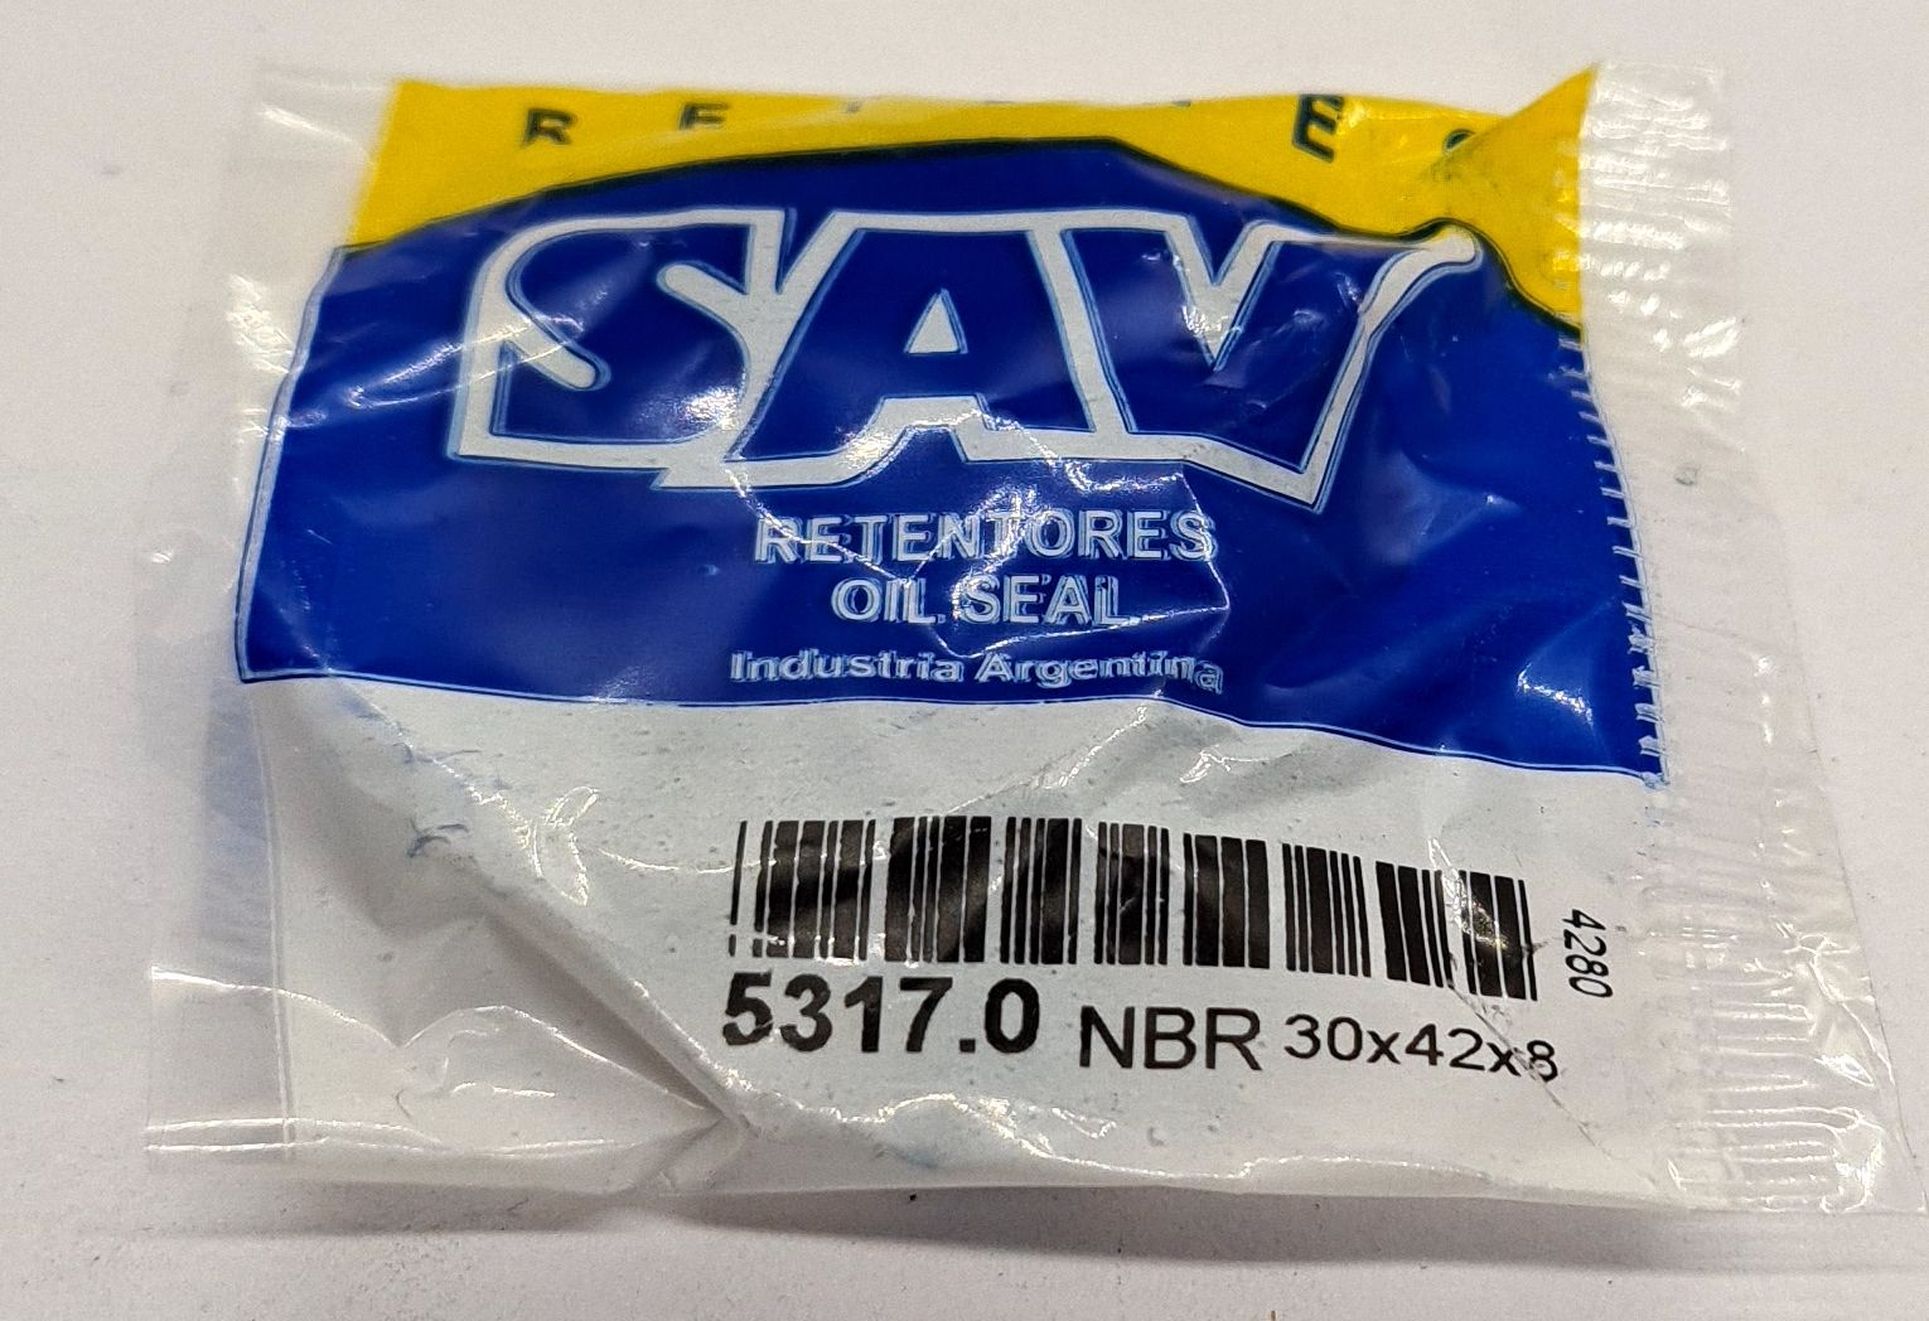 SAV
RETENTORES
OIL SEAL
Industria Argentina
4280
5317.0 NBR 30x42x8